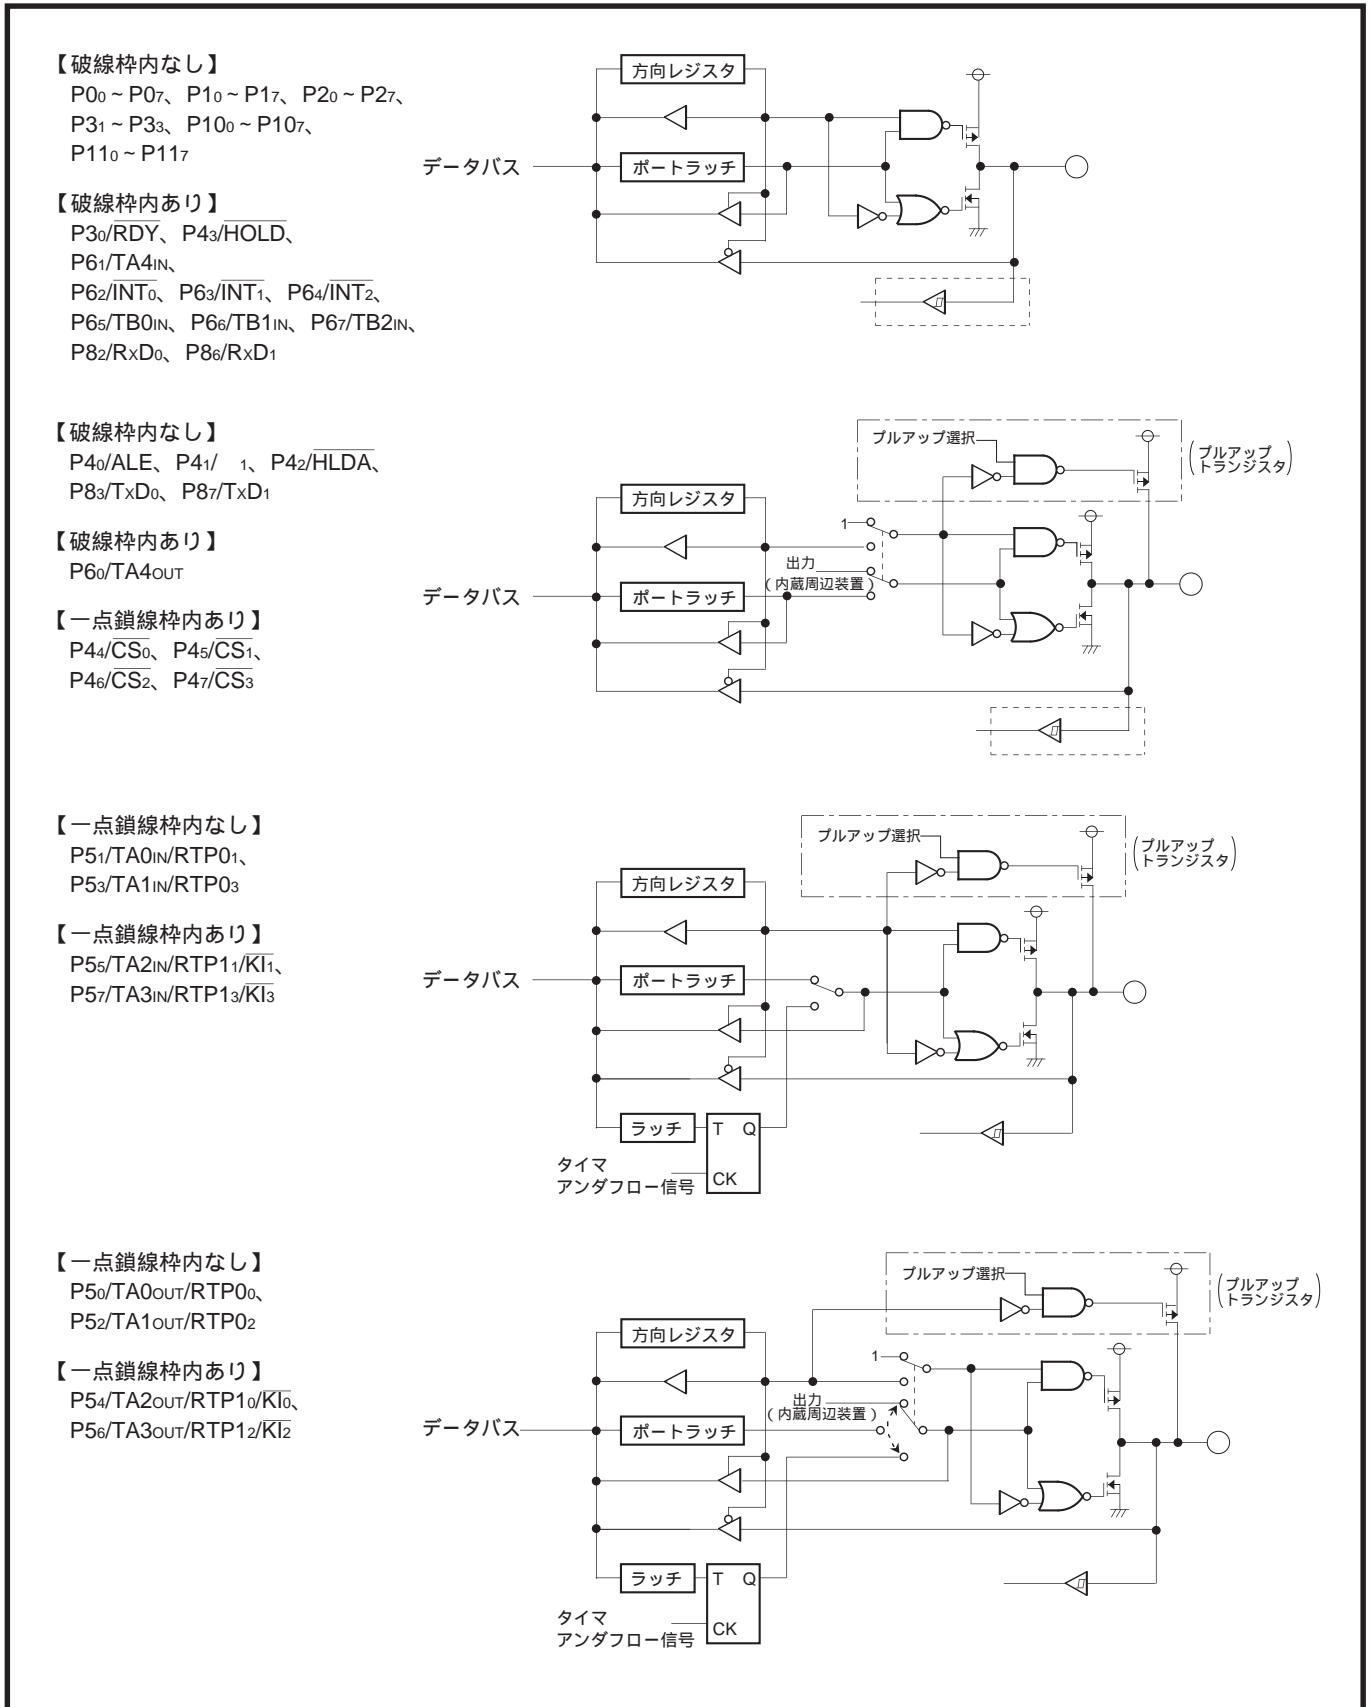 【破線枠内なし】
P00 ~ P07、P10 ~ P17、P20 ~ P27、
P31 ~ P33、P100 ~ P107、
P110 ~ P117
【破線枠内あり】
P30/RDY、P43/HOLD、
P61/TA4IN、
P62/INT0、P63/INT1、P64/INT2、
P65/TB0IN、P66/TB1IN、P67/TB2IN、
P82/RxD0、P86/RxD1
方向レジスタ
データバス
ポートラッチ
【破線枠内なし】
P40/ALE、P41/ 1、P42/HLDA、
P83/TxD0、P87/TxD1
【破線枠内あり】
P60/TA4OUT
【一点鎖線枠内あり】
P44/CS0、P45/CS1、
P46/CS2、P47/CS3
プルアップ選択
(プルアップ
トランジスタ)
方向レジスタ
1
出力
(内蔵周辺装置)
データバス
ポートラッチ
【一点鎖線枠内なし】
P51/TA0IN/RTP01、
P53/TA1IN/RTP03
【一点鎖線枠内あり】
P55/TA2IN/RTP11/KI1、
P57/TA3IN/RTP13/KI3
プルアップ選択
(プルアップ
トランジスタ)
方向レジスタ
データバス
ポートラッチ
ラッチ
T Q
CK
タイマ
アンダフロー信号
【一点鎖線枠内なし】
P50/TA0OUT/RTP00、
P52/TA1OUT/RTP02
【一点鎖線枠内あり】
P54/TA2OUT/RTP10/KI0、
P56/TA3OUT/RTP12/KI2
プルアップ選択
(プルアップ
トランジスタ)
方向レジスタ
1
出力
(内蔵周辺装置)
データバス
ポートラッチ
ラッチ
T Q
CK
タイマ
アンダフロー信号